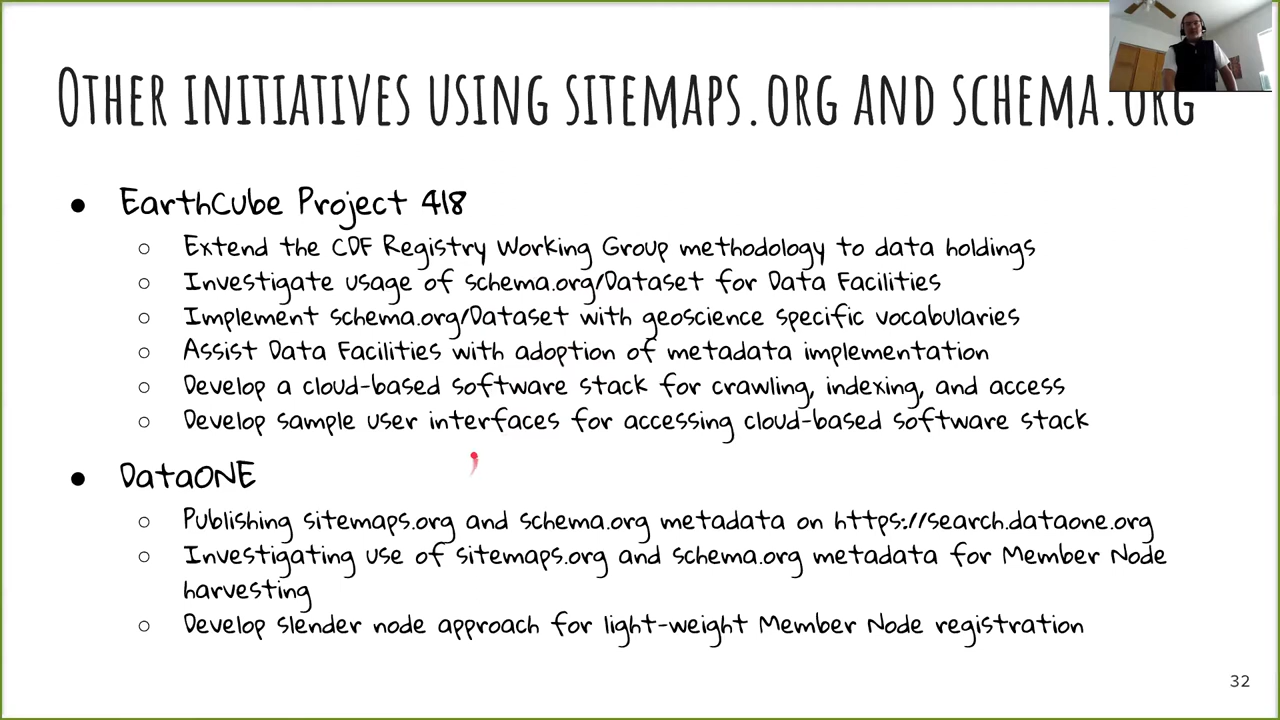 Other initiatives using sitemaps.org and schema.org
● EarthCube Project 418
○ Extend the CDF Registry Working Group methodology to data holdings
○ Investigate usage of schema.org/Dataset for Data Facilities
○ Implement schema.org/Dataset with geoscience specific vocabularies
○ Assist Data Facilities with adoption of metadata implementation
○ Develop a cloud-based software stack for crawling, indexing, and access
○ Develop sample user interfaces for accessing cloud-based software stack
● DataONE
○ Publishing sitemaps.org and schema.org metadata on https://search.dataone.org
○ Investigating use of sitemaps.org and schema.org metadata for Member Node
harvesting
○ Develop slender node approach for light-weight Member Node registration
32